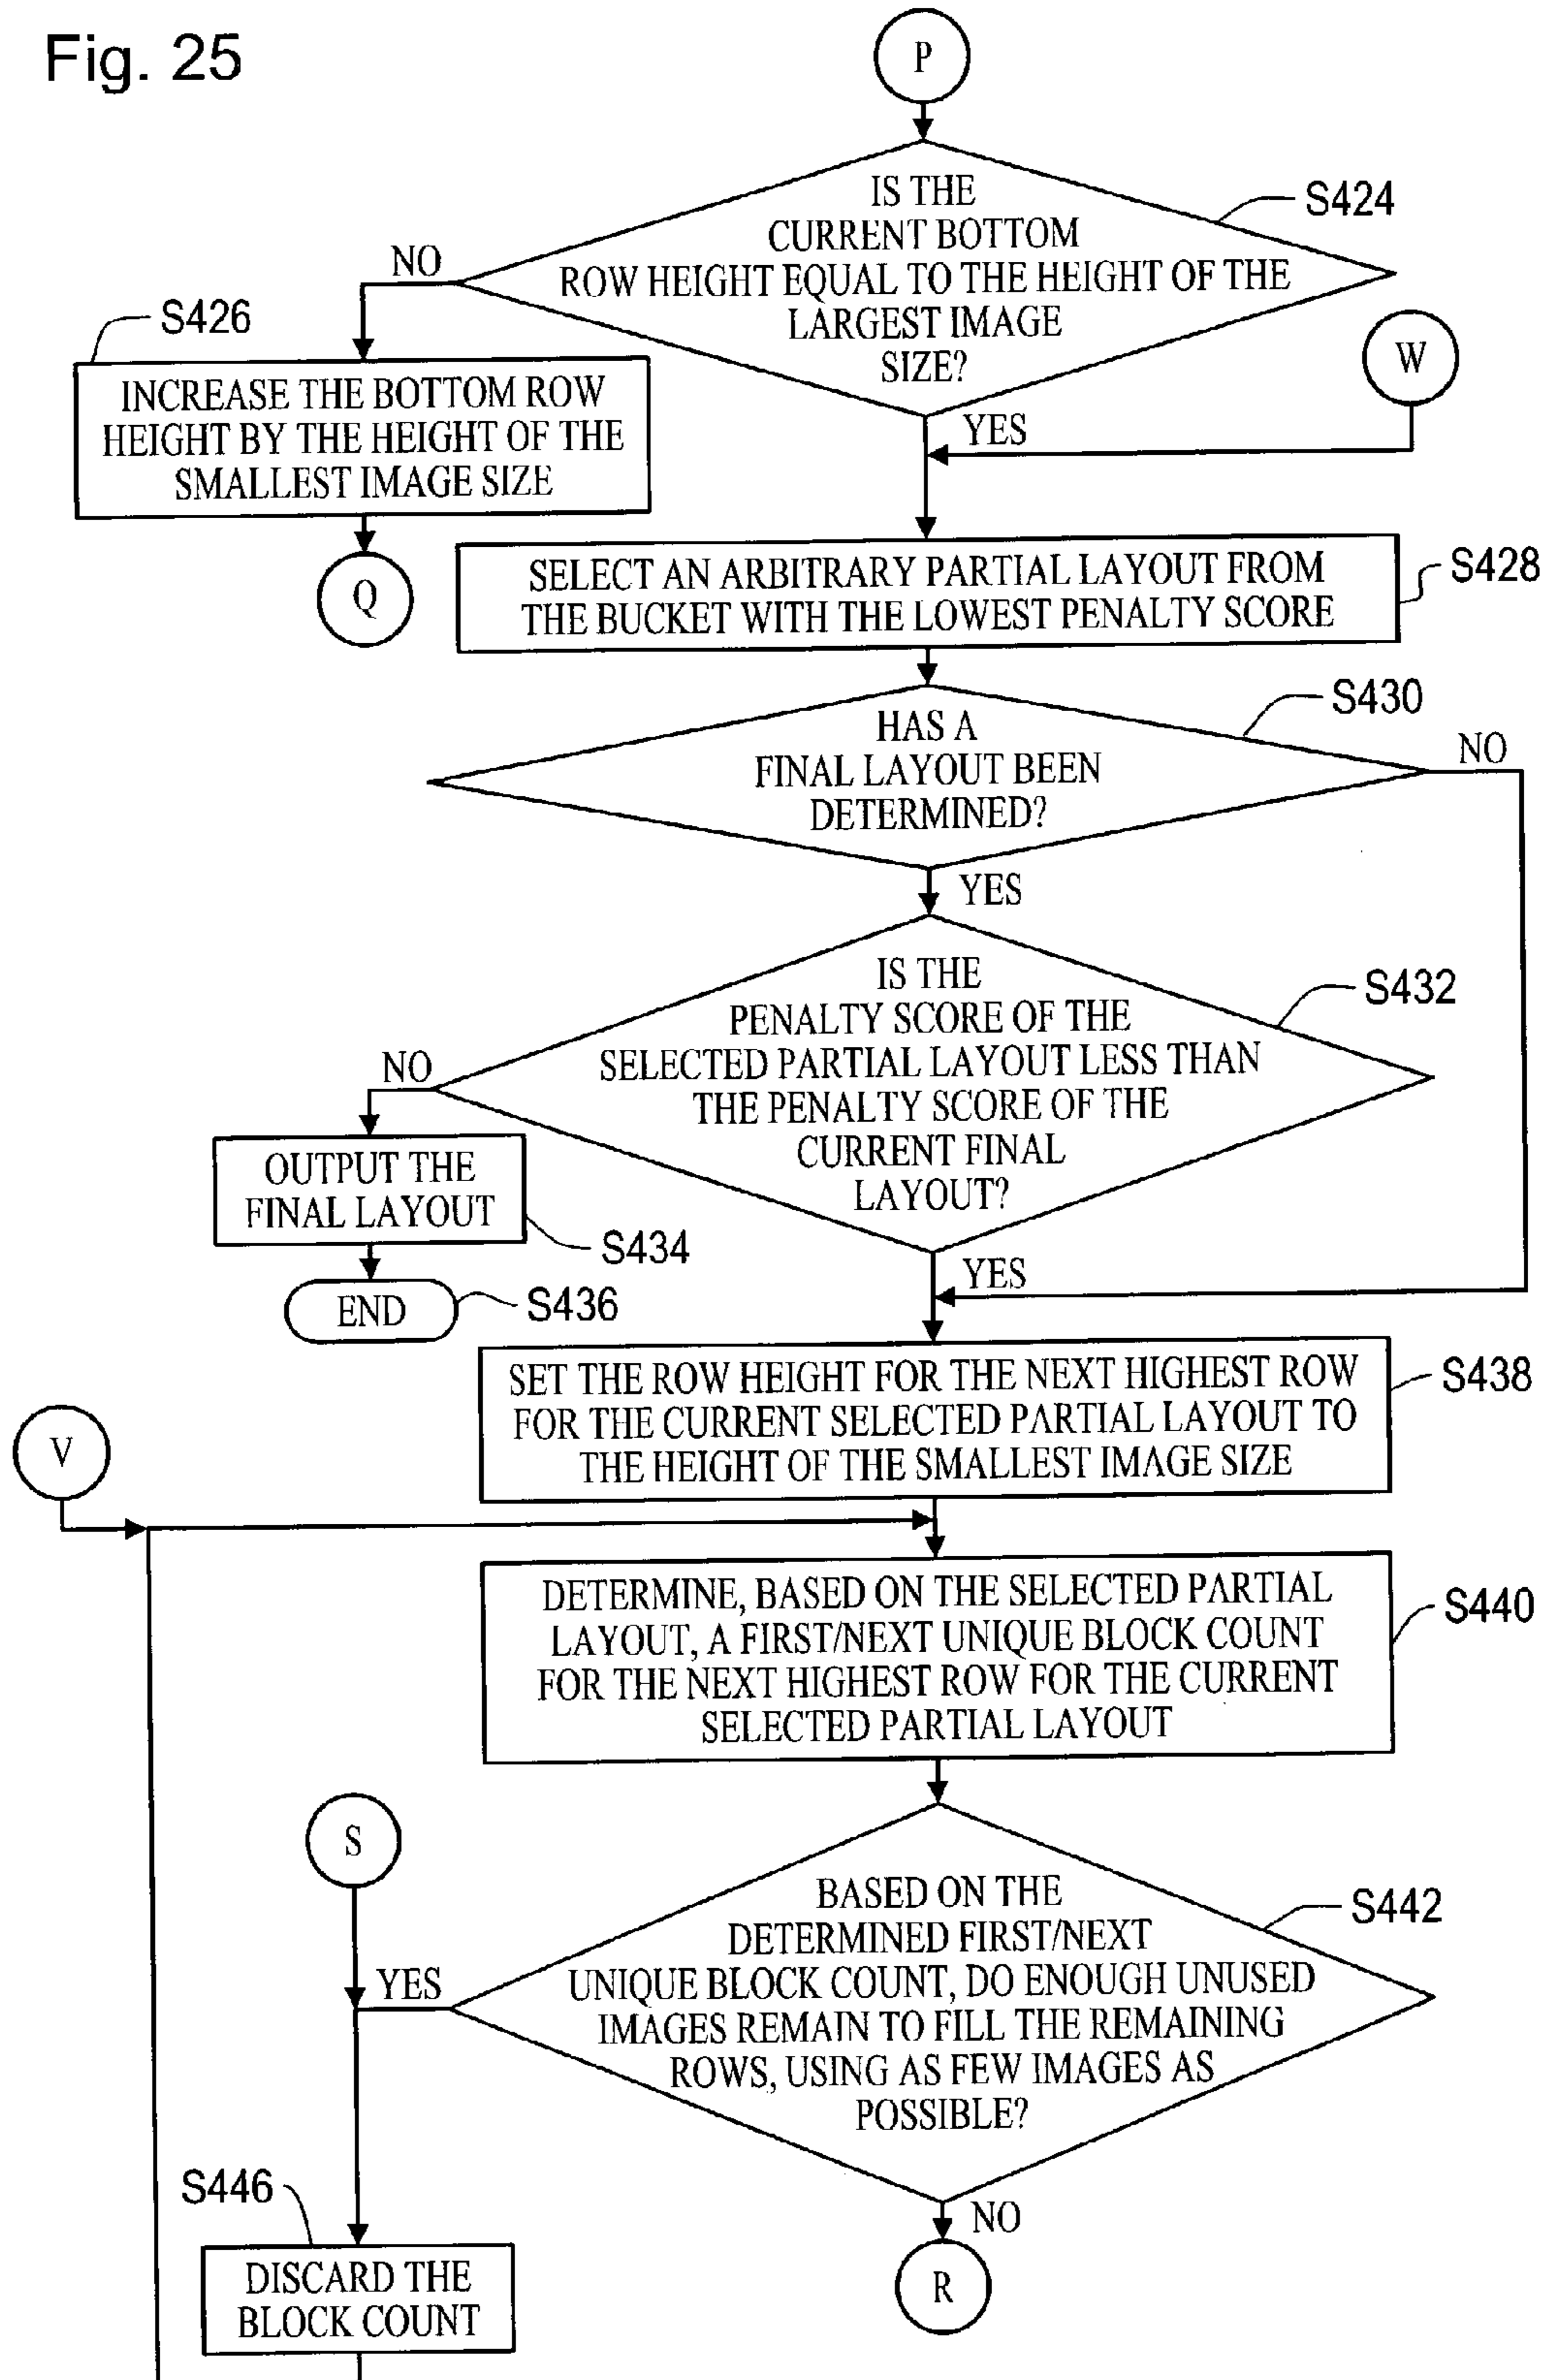 Fig. 25
P
IS THE
CURRENT BOTTOM
ROW HEIGHT EQUAL TO THE HEIGHT OF THE
LARGEST IMAGE
SIZE?
S424
NO
YES
W
S426
INCREASE THE BOTTOM ROW
HEIGHT BY THE HEIGHT OF THE
SMALLEST IMAGE SIZE
Q
SELECT AN ARBITRARY PARTIAL LAYOUT FROM
THE BUCKET WITH THE LOWEST PENALTY SCORE
S428
HAS A
FINAL LAYOUT BEEN
DETERMINED?
S430
NO
YES
IS THE
PENALTY SCORE OF THE
SELECTED PARTIAL LAYOUT LESS THAN
THE PENALTY SCORE OF THE
CURRENT FINAL
LAYOUT?
S432
NO
OUTPUT THE
FINAL LAYOUT
S434
END
S436
YES
SET THE ROW HEIGHT FOR THE NEXT HIGHEST ROW
FOR THE CURRENT SELECTED PARTIAL LAYOUT TO
THE HEIGHT OF THE SMALLEST IMAGE SIZE
S438
V
DETERMINE, BASED ON THE SELECTED PARTIAL
LAYOUT, A FIRST/NEXT UNIQUE BLOCK COUNT
FOR THE NEXT HIGHEST ROW FOR THE CURRENT
SELECTED PARTIAL LAYOUT
S440
S
BASED ON THE
DETERMINED FIRST/NEXT
UNIQUE BLOCK COUNT, DO ENOUGH UNUSED
IMAGES REMAIN TO FILL THE REMAINING
ROWS, USING AS FEW IMAGES AS
POSSIBLE?
S442
YES
NO
R
S446
DISCARD THE
BLOCK COUNT